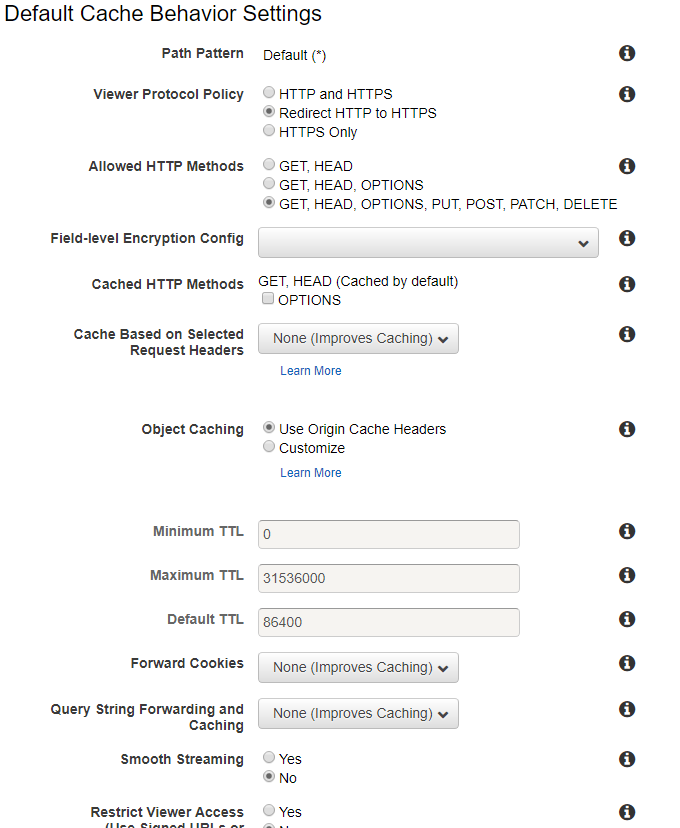 Default Cache Behavior Settings
Path Pattern Default (*)
Viewer Protocol Policy HTTP and HTTPS
Redirect HTTP to HTTPS
HTTPS Only
Allowed HTTP Methods GET, HEAD
GET, HEAD, OPTIONS
GET, HEAD, OPTIONS, PUT, POST, PATCH, DELETE
Field-level Encryption Config
Cached HTTP Methods GET, HEAD (Cached by default)
OPTIONS
Cache Based on Selected
Request Headers
None (Improves Caching)
Learn More
Object Caching Use Origin Cache Headers
Customize
Learn More
Minimum TTL 0
Maximum TTL 31536000
Default TTL 86400
Forward Cookies None (Improves Caching)
Query String Forwarding and
Caching
None (Improves Caching)
Smooth Streaming Yes
No
Restrict Viewer Access Yes
(Use Signed URLs or No